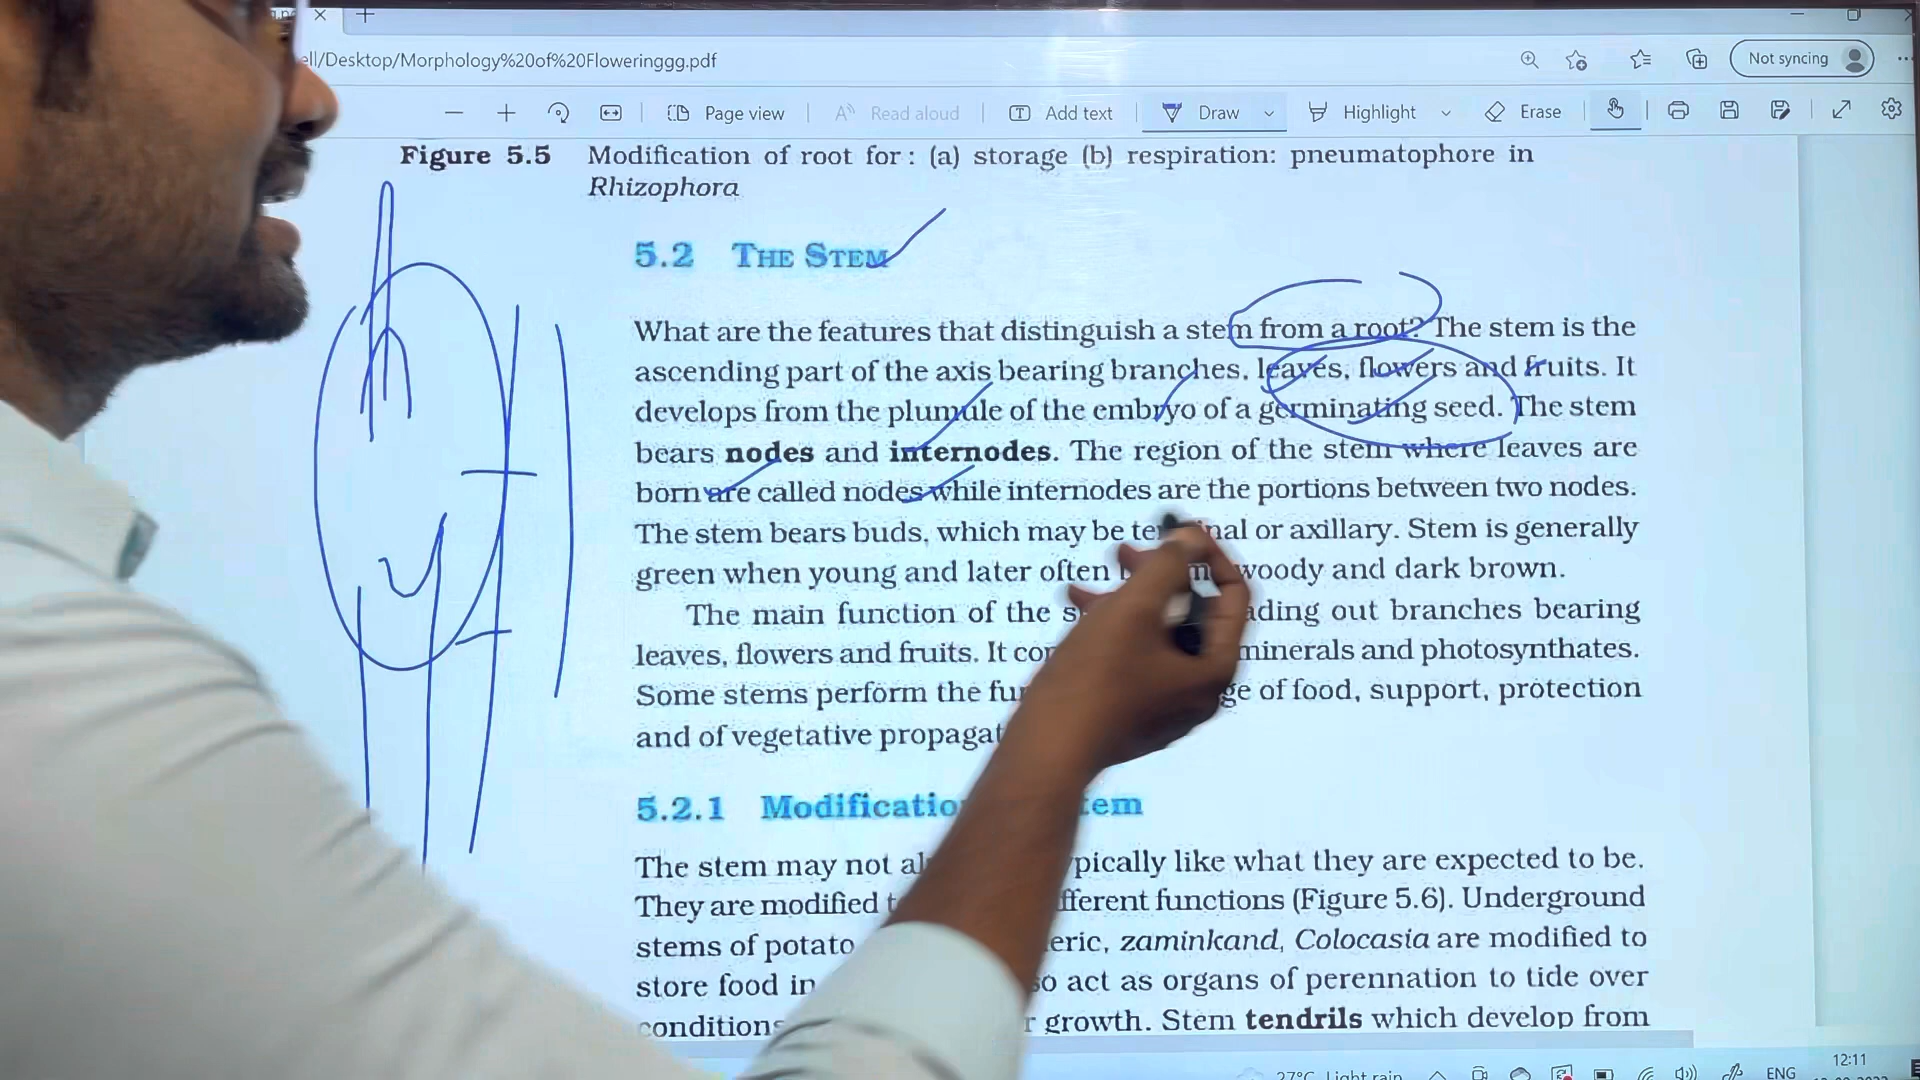 ell/Desktop/Morphology%20of%20Floweringgg.pdf
Not syncing
Page view
Read aloud
Add text
Draw
Highlight
Erase
Figure 5.5 Modification of root for: (a) storage (b) respiration: pneumatophore in
Rhizophora
5.2 THE STEM
What are the features that distinguish a stem from a root? The stem is the
ascending part of the axis bearing branches, leaves, flowers and fruits. It
develops from the plumule of the embryo of a germinating seed. The stem
bears nodes and internodes. The region of the stem where leaves are
born are called nodes while internodes are the portions between two nodes.
The stem bears buds, which may be terminal or axillary. Stem is generally
green when young and later often woody and dark brown.
The main function of the ading out branches bearing
leaves, flowers and fruits. It minerals and photosynthates.
Some stems perform the ge of food, support, protection
and of vegetative propagat
5.2.1 Modificatio tem
The stem may not pically like what they are expected to be.
They are modified fferent functions (Figure 5.6). Underground
stems of potato eric, zaminkand, Colocasia are modified to
store food in so act as organs of perennation to tide over
conditions r growth. Stem tendrils which develop from
27°C Light rain
ENG
12:11